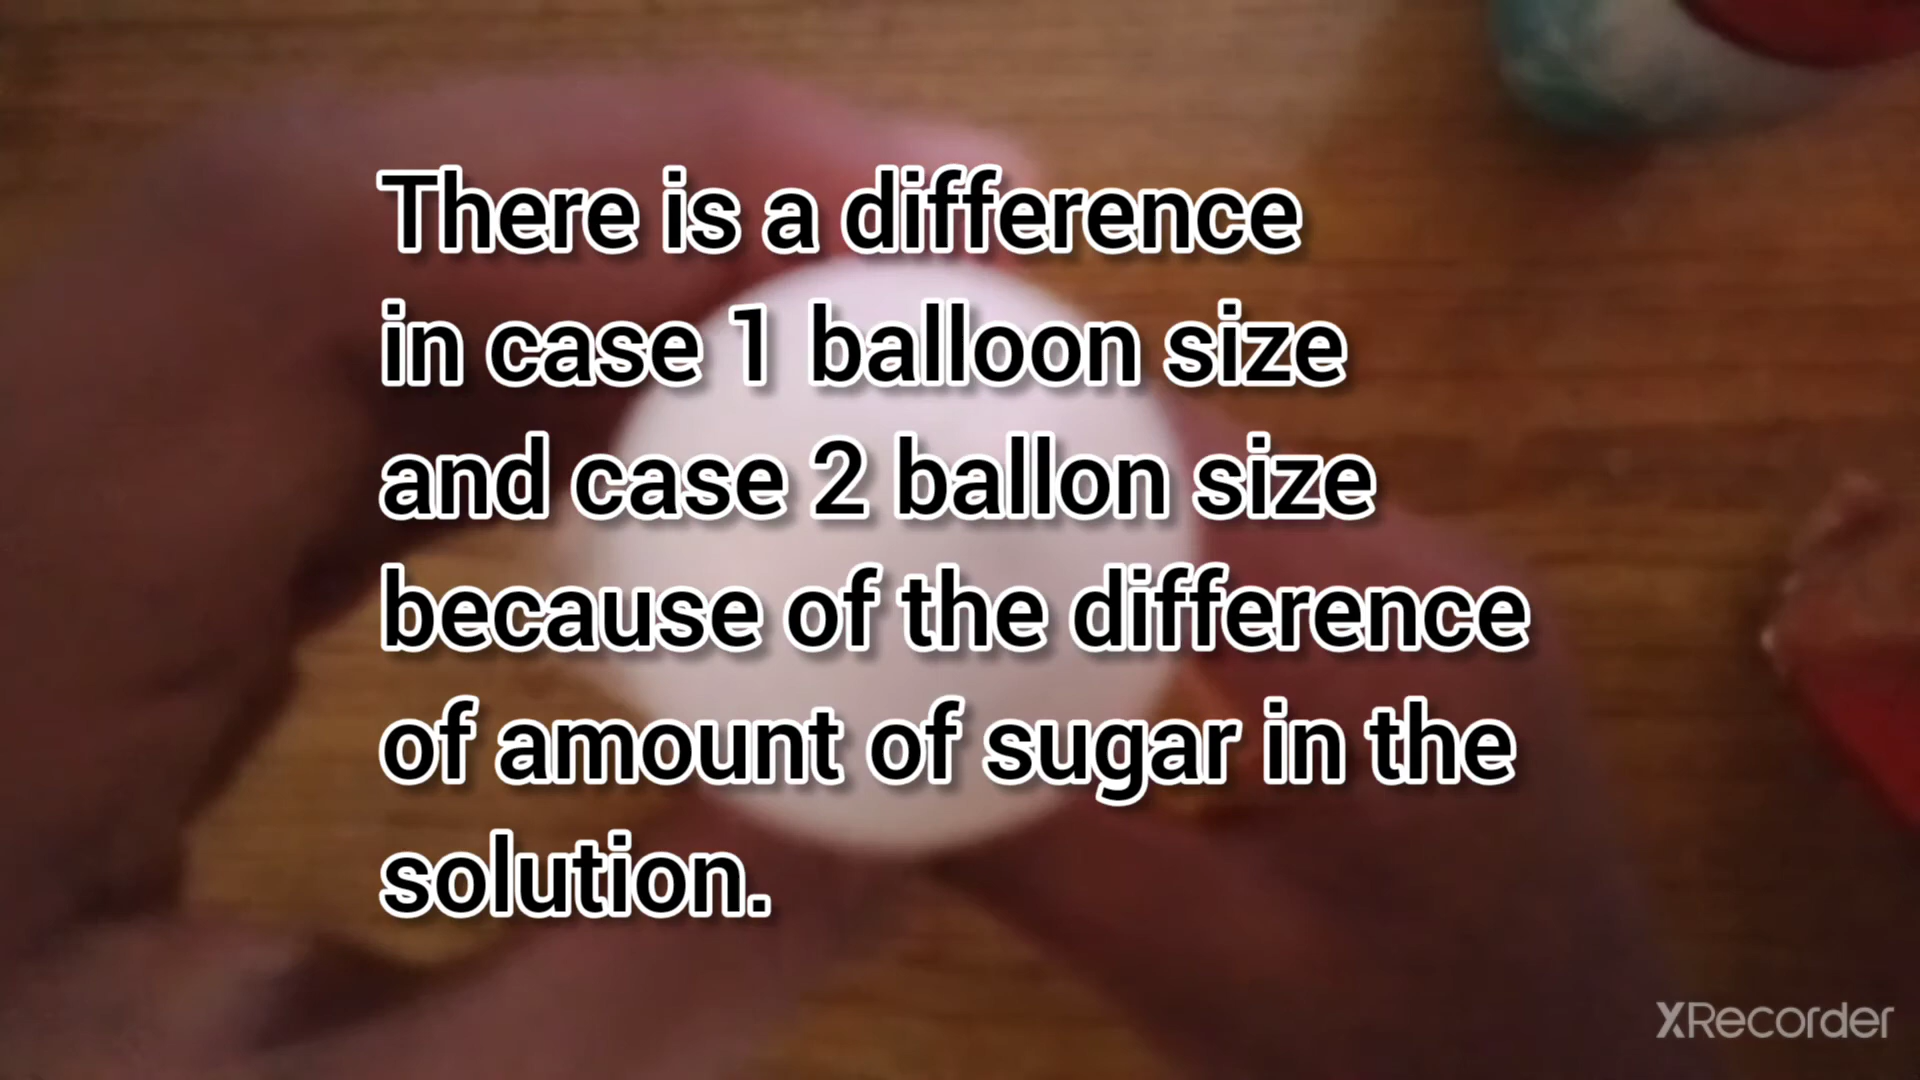 There is a difference
in case 1 balloon size
and case 2 ballon size
because of the difference
of amount of sugar in the
solution.
XRecorder